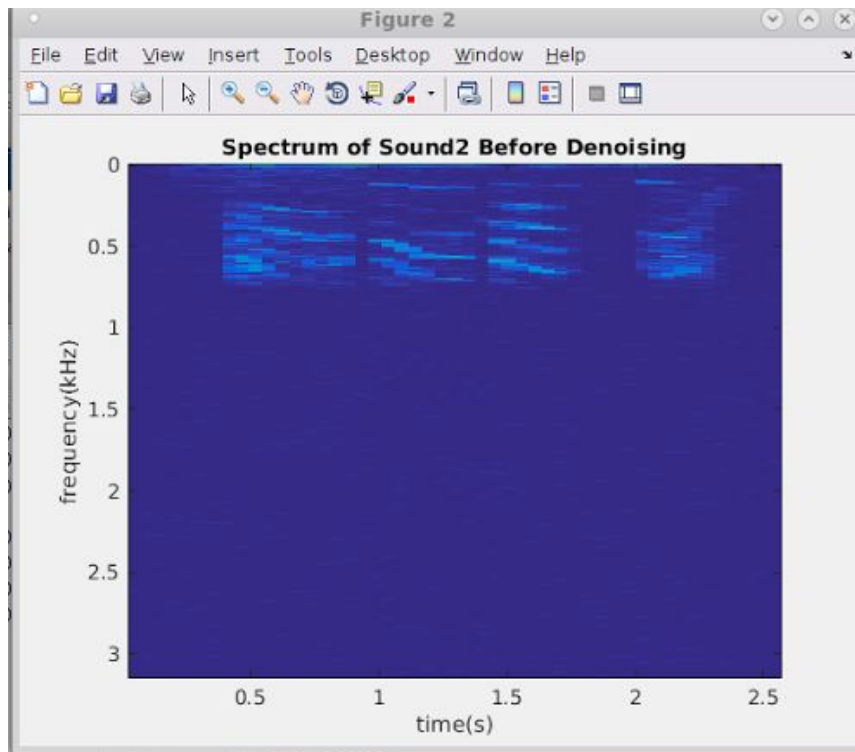 Figure 2
File Edit View Insert Tools Desktop Window Help
Spectrum of Sound2 Before Denoising
0
0.5
1
1.5
2
2.5
3
frequency(kHz)
0.5 1 1.5 2 2.5
time(s)